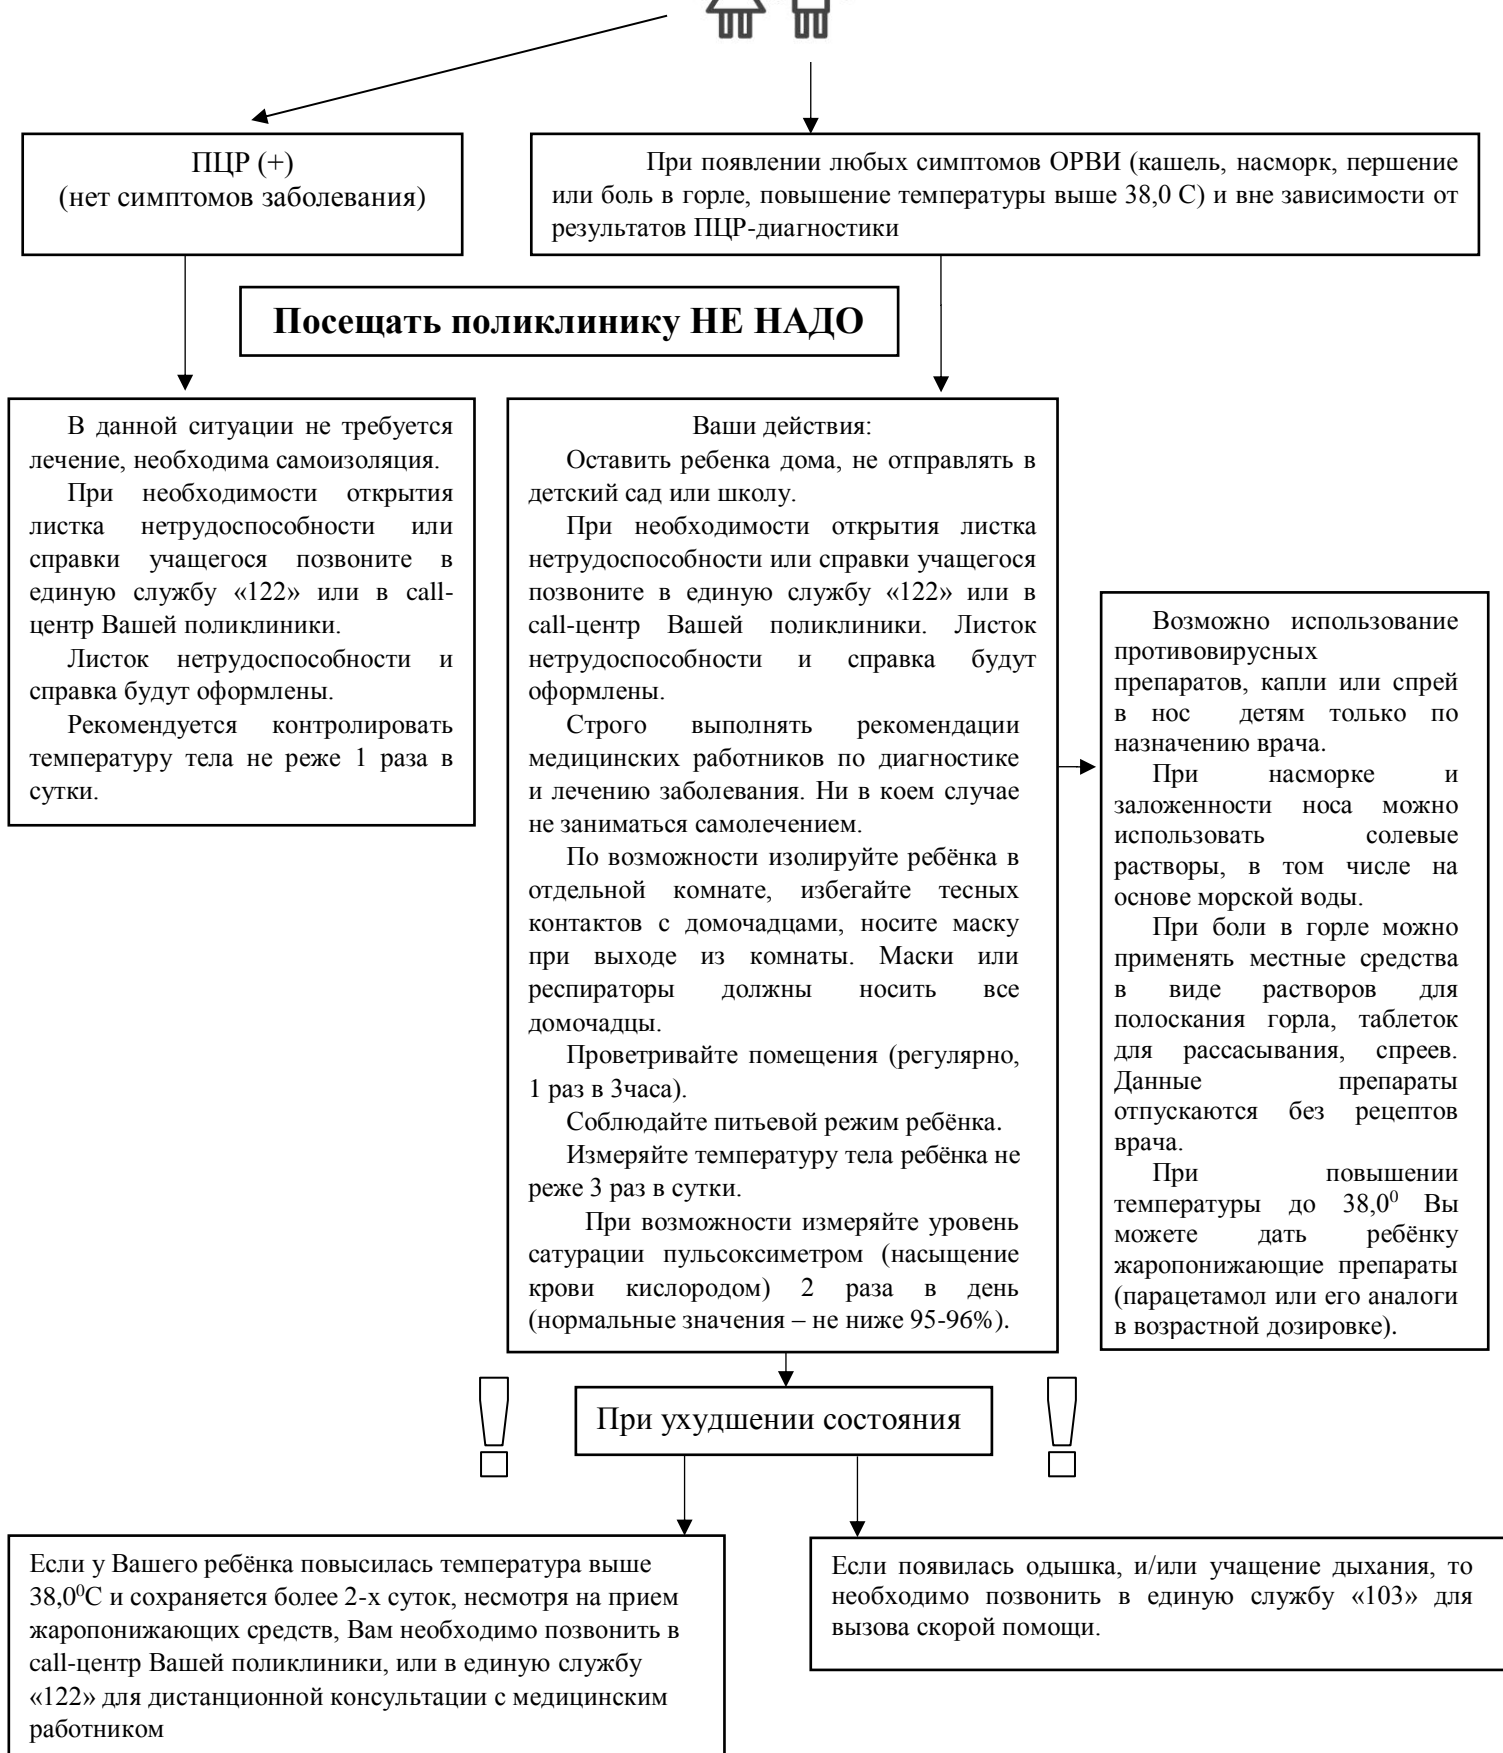 ПЦР (+)
(нет симптомов заболевания)
При появлении любых симптомов ОРВИ (кашель, насморк, першение
или боль в горле, повышение температуры выше 38,0 С) и вне зависимости от
результатов ПЦР-диагностики
Посещать поликлинику НЕ НАДО
В данной ситуации не требуется
лечение, необходима самоизоляция.
При необходимости открытия
листка нетрудоспособности или
справки учащегося позвоните в
единую службу «122» или в call-
центр Вашей поликлиники.
Листок нетрудоспособности и
справка будут оформлены.
Рекомендуется контролировать
температуру тела не реже 1 раза в
сутки.
Ваши действия:
Оставить ребенка дома, не отправлять в
детский сад или школу.
При необходимости открытия листка
нетрудоспособности или справки учащегося
позвоните в единую службу «122» или в
call-центр Вашей поликлиники. Листок
нетрудоспособности и справка будут
оформлены.
Строго выполнять рекомендации
медицинских работников по диагностике
и лечению заболевания. Ни в коем случае
не заниматься самолечением.
По возможности изолируйте ребёнка в
отдельной комнате, избегайте тесных
контактов с домочадцами, носите маску
при выходе из комнаты. Маски или
респираторы должны носить все
домочадцы.
Проветривайте помещения (регулярно,
1 раз в 3часа).
Соблюдайте питьевой режим ребёнка.
Измеряйте температуру тела ребёнка не
реже 3 раз в сутки.
При возможности измеряйте уровень
сатурации пульсоксиметром (насыщение
крови кислородом) 2 раза в день
(нормальные значения – не ниже 95-96%).
Возможно использование
противовирусных
препаратов, капли или спрей
в нос детям только по
назначению врача.
При насморке и
заложенности носа можно
использовать солевые
растворы, в том числе на
основе морской воды.
При боли в горле можно
применять местные средства
в виде растворов для
полоскания горла, таблеток
для рассасывания, спреев.
Данные препараты
отпускаются без рецептов
врача.
При повышении
температуры до 38,0⁰ Вы
можете дать ребёнку
жаропонижающие препараты
(парацетамол или его аналоги
в возрастной дозировке).
! При ухудшении состояния !
Если у Вашего ребёнка повысилась температура выше
38,0⁰С и сохраняется более 2-х суток, несмотря на прием
жаропонижающих средств, Вам необходимо позвонить в
call-центр Вашей поликлиники, или в единую службу
«122» для дистанционной консультации с медицинским
работником
Если появилась одышка, и/или учащение дыхания, то
необходимо позвонить в единую службу «103» для
вызова скорой помощи.